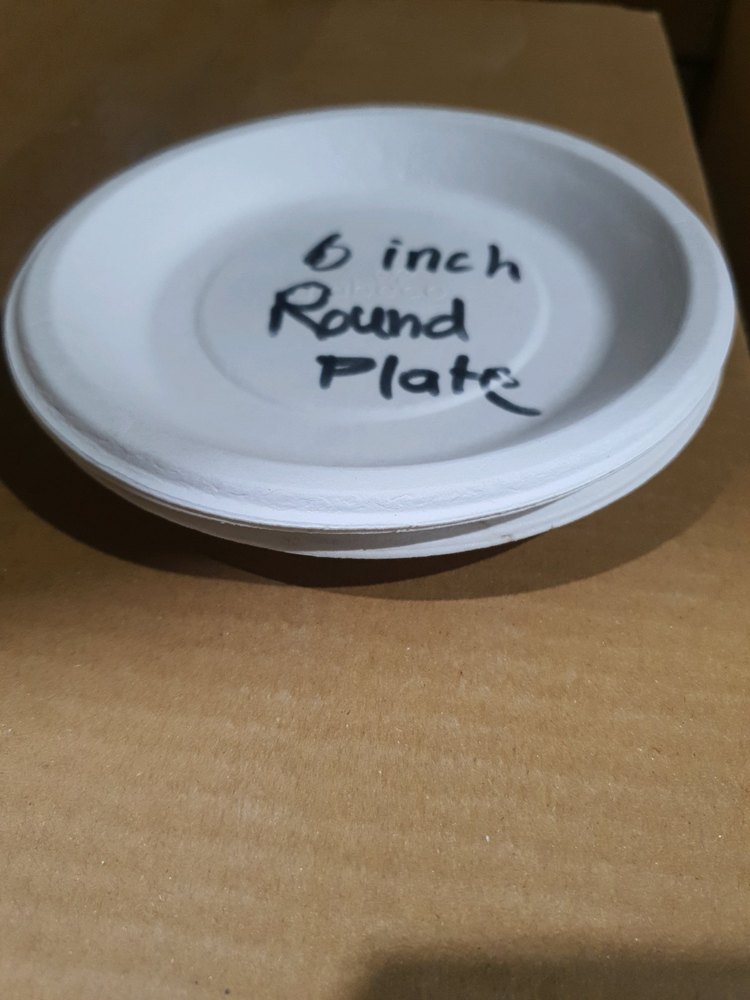 6 inch
Round
Plate